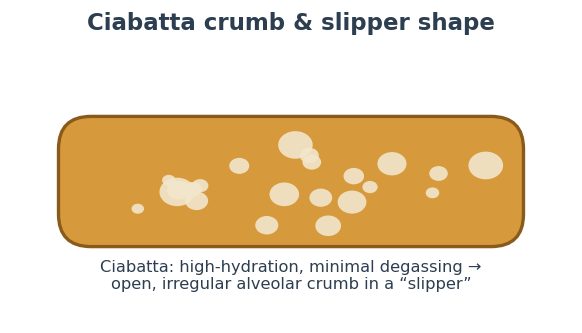 Ciabatta crumb & slipper shape
Ciabatta: high-hydration, minimal degassing →
open, irregular alveolar crumb in a “slipper”